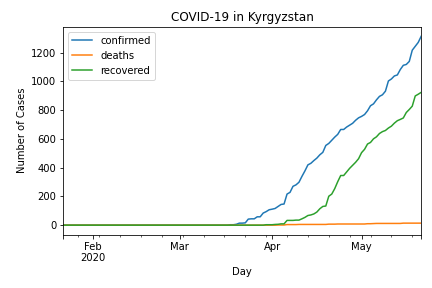 COVID-19 in Kyrgyzstan
confirmed
deaths
recovered
Number of Cases
1200
1000
800
600
400
200
0
Feb
2020
Mar
Apr
May
Day